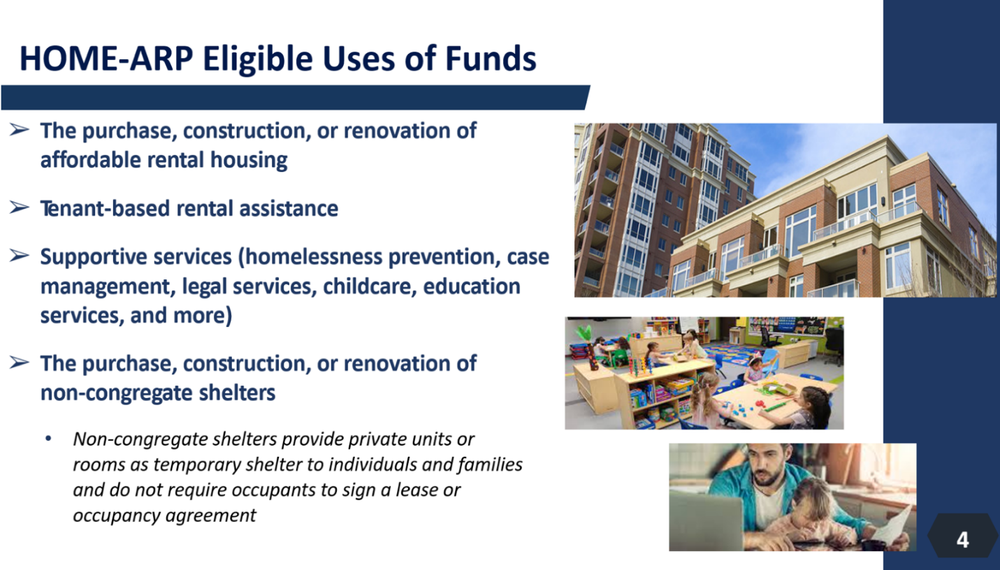 HOME-ARP Eligible Uses of Funds
➢ The purchase, construction, or renovation of
affordable rental housing
➢ Tenant-based rental assistance
➢ Supportive services (homelessness prevention, case
management, legal services, childcare, education
services, and more)
➢ The purchase, construction, or renovation of
non-congregate shelters
• Non-congregate shelters provide private units or
rooms as temporary shelter to individuals and families
and do not require occupants to sign a lease or
occupancy agreement
4